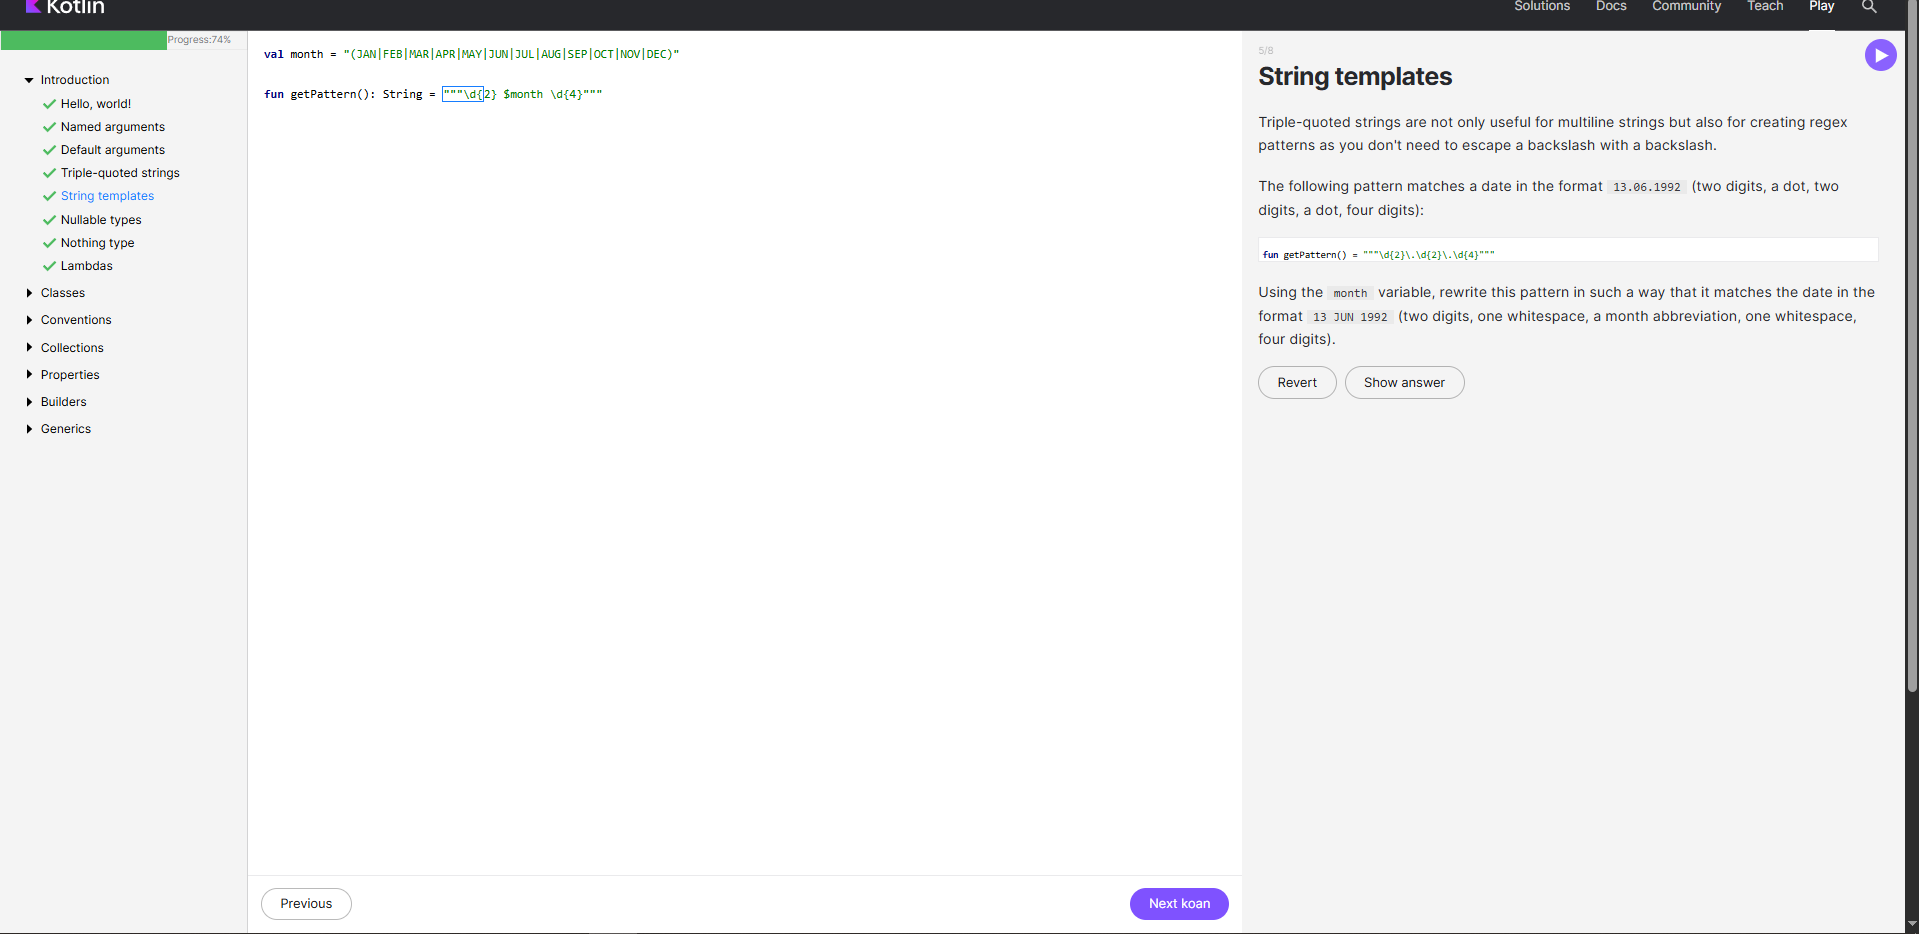 Kotlin
Solutions Docs Community Teach Play
Progress:74%
Introduction
Hello, world!
Named arguments
Default arguments
Triple-quoted strings
String templates
Nullable types
Nothing type
Lambdas
Classes
Conventions
Collections
Properties
Builders
Generics
val month = "(JAN|FEB|MAR|APR|MAY|JUN|JUL|AUG|SEP|OCT|NOV|DEC)"
fun getPattern(): String = """\d{2} $month \d{4}"""
Previous
Next koan
5/8
String templates
Triple-quoted strings are not only useful for multiline strings but also for creating regex
patterns as you don't need to escape a backslash with a backslash.
The following pattern matches a date in the format 13.06.1992 (two digits, a dot, two
digits, a dot, four digits):
fun getPattern() = """\d{2}\.\d{2}\.\d{4}"""
Using the month variable, rewrite this pattern in such a way that it matches the date in the
format 13 JUN 1992 (two digits, one whitespace, a month abbreviation, one whitespace,
four digits).
Revert
Show answer